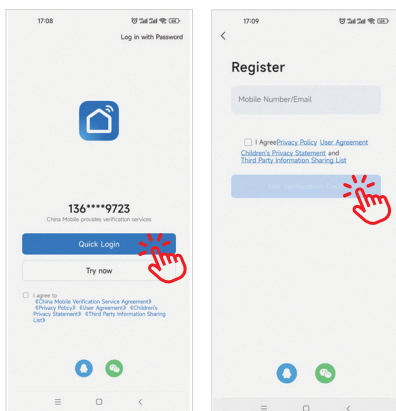 17:08
Log in with Password
136****9723
China Mobile provides verification services
Quick Login
Try now
I agree to
《China Mobile Verification Service Agreement》
《Privacy Policy》 《User Agreement》 《Children's
Privacy Statement》 《Third Party Information Sharing
List》
17:09
Register
Mobile Number/Email
I AgreePrivacy Policy User Agreement
Children's Privacy Statement and
Third Party Information Sharing List
Get Verification